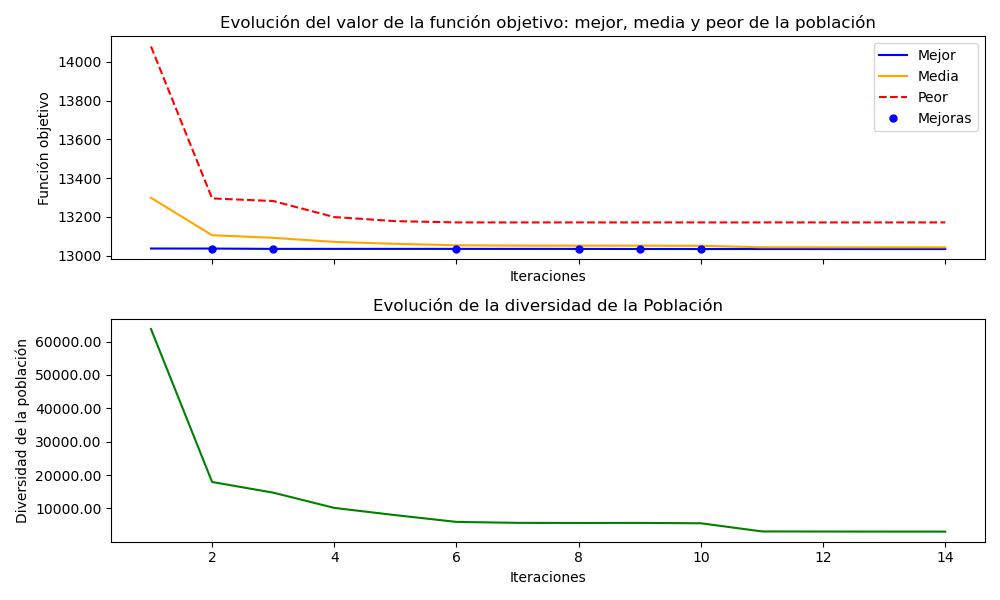 Evolución del valor de la función objetivo: mejor, media y peor de la población
Función objetivo
14000
13800
13600
13400
13200
13000
Mejor
Media
Peor
Mejoras
Iteraciones
Evolución de la diversidad de la Población
Diversidad de la población
60000.00
50000.00
40000.00
30000.00
20000.00
10000.00
2 4 6 8 10 12 14
Iteraciones